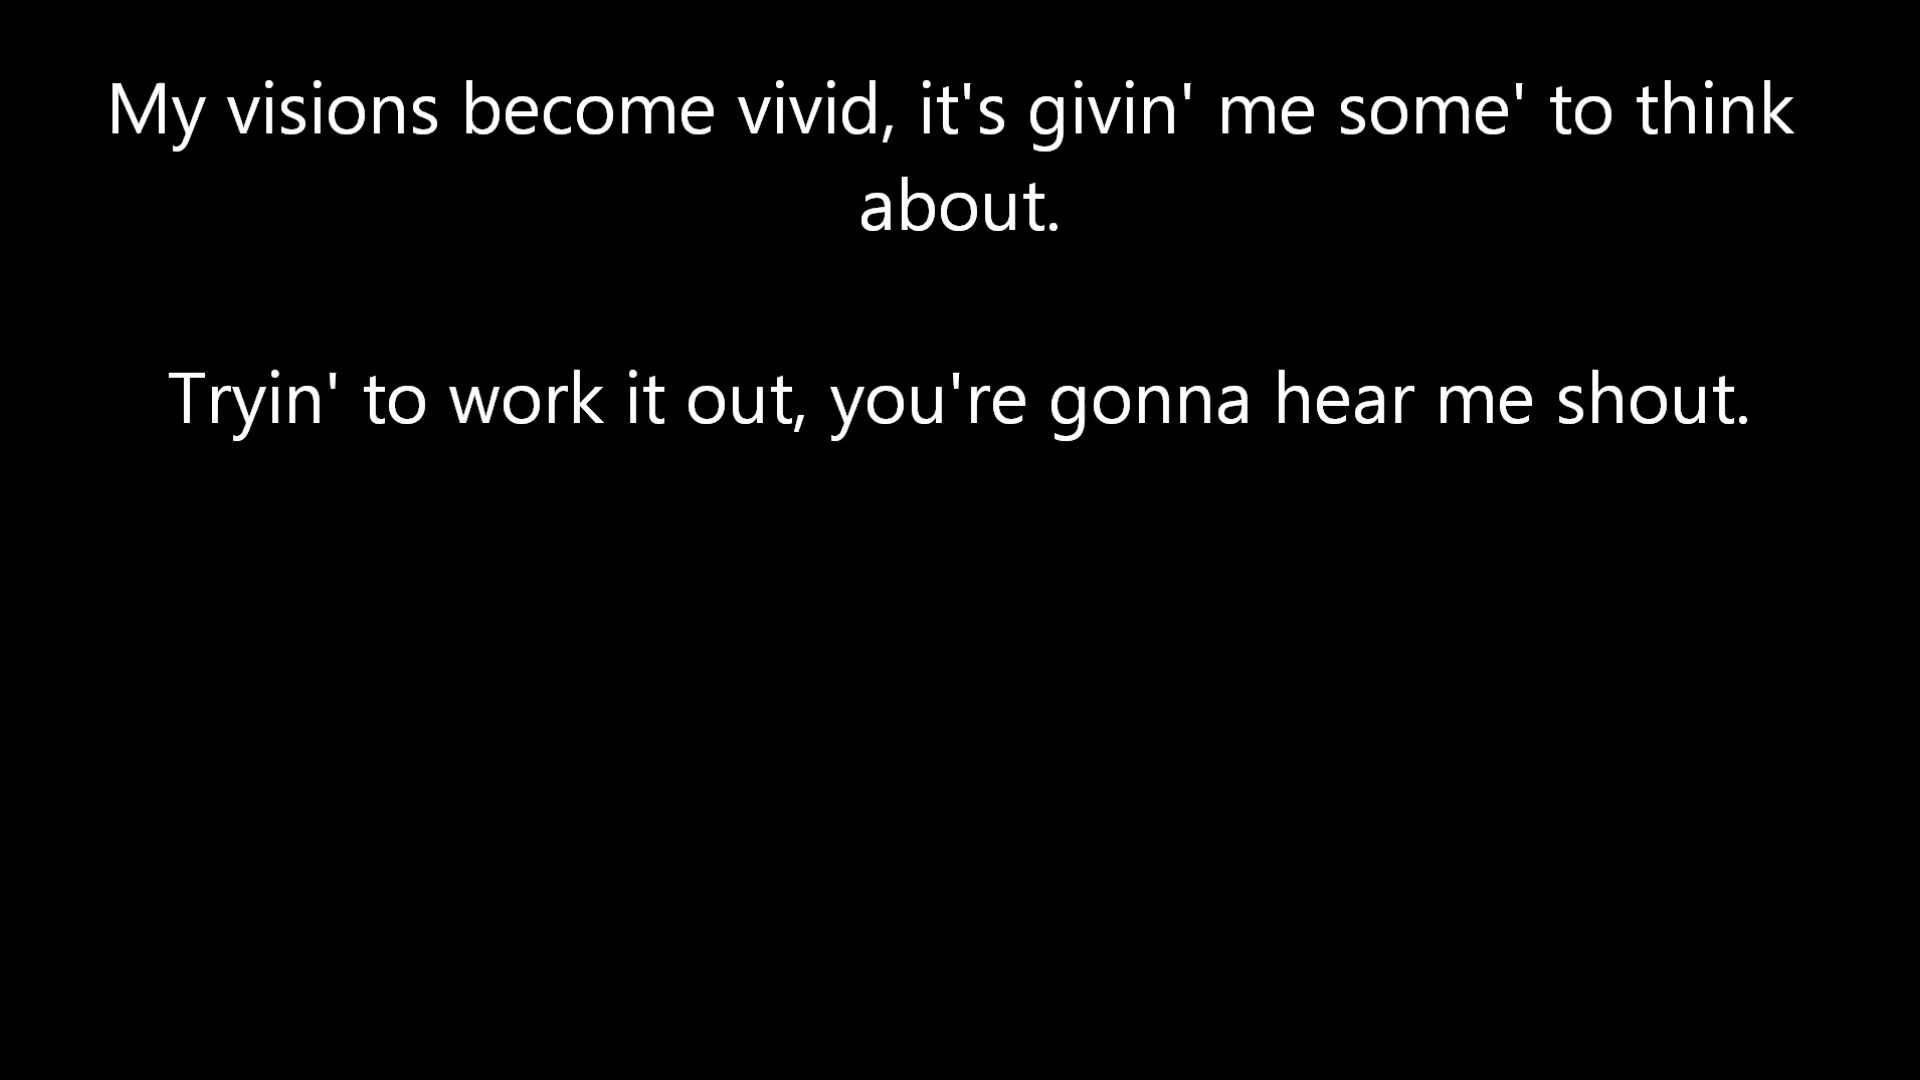 My visions become vivid, it's givin' me some' to think
about.
Tryin' to work it out, you're gonna hear me shout.